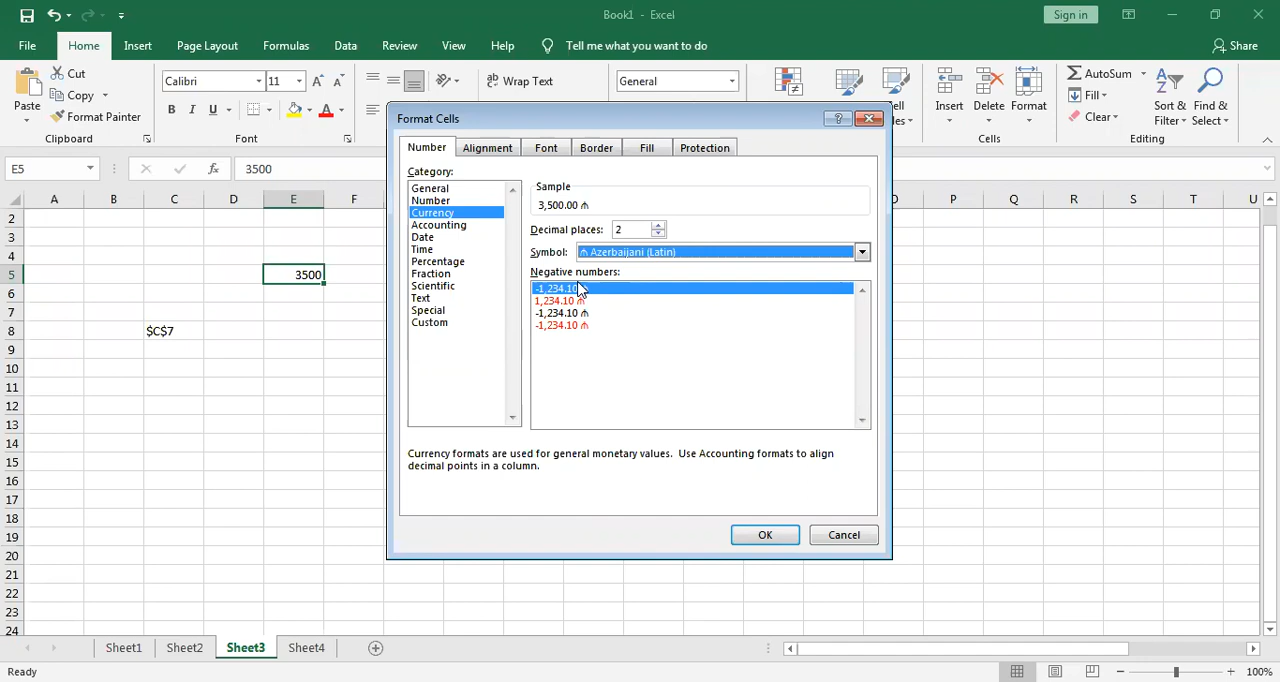 Book1 - Excel
Sign in
File Home Insert Page Layout Formulas Data Review View Help Tell me what you want to do Share
Paste Cut Copy Format Painter Clipboard
Calibri 11 B I U A Font
Wrap Text
General
Insert Delete Format Cells
AutoSum Fill Clear Sort & Filter Find & Select Editing
E5 fx 3500
A B C D E F P Q R S T U
2
3
4
5 3500
6
7
8 $C$7
9
10
11
12
13
14
15
16
17
18
19
20
21
22
23
24
Format Cells
Number Alignment Font Border Fill Protection
Category:
General
Number
Currency
Accounting
Date
Time
Percentage
Fraction
Scientific
Text
Special
Custom
Sample
3,500.00 ₼
Decimal places: 2
Symbol: ₼ Azerbaijani (Latin)
Negative numbers:
-1,234.10 ₼
1,234.10 ₼
-1,234.10 ₼
-1,234.10 ₼
Currency formats are used for general monetary values. Use Accounting formats to align
decimal points in a column.
OK Cancel
Sheet1 Sheet2 Sheet3 Sheet4
Ready 100%